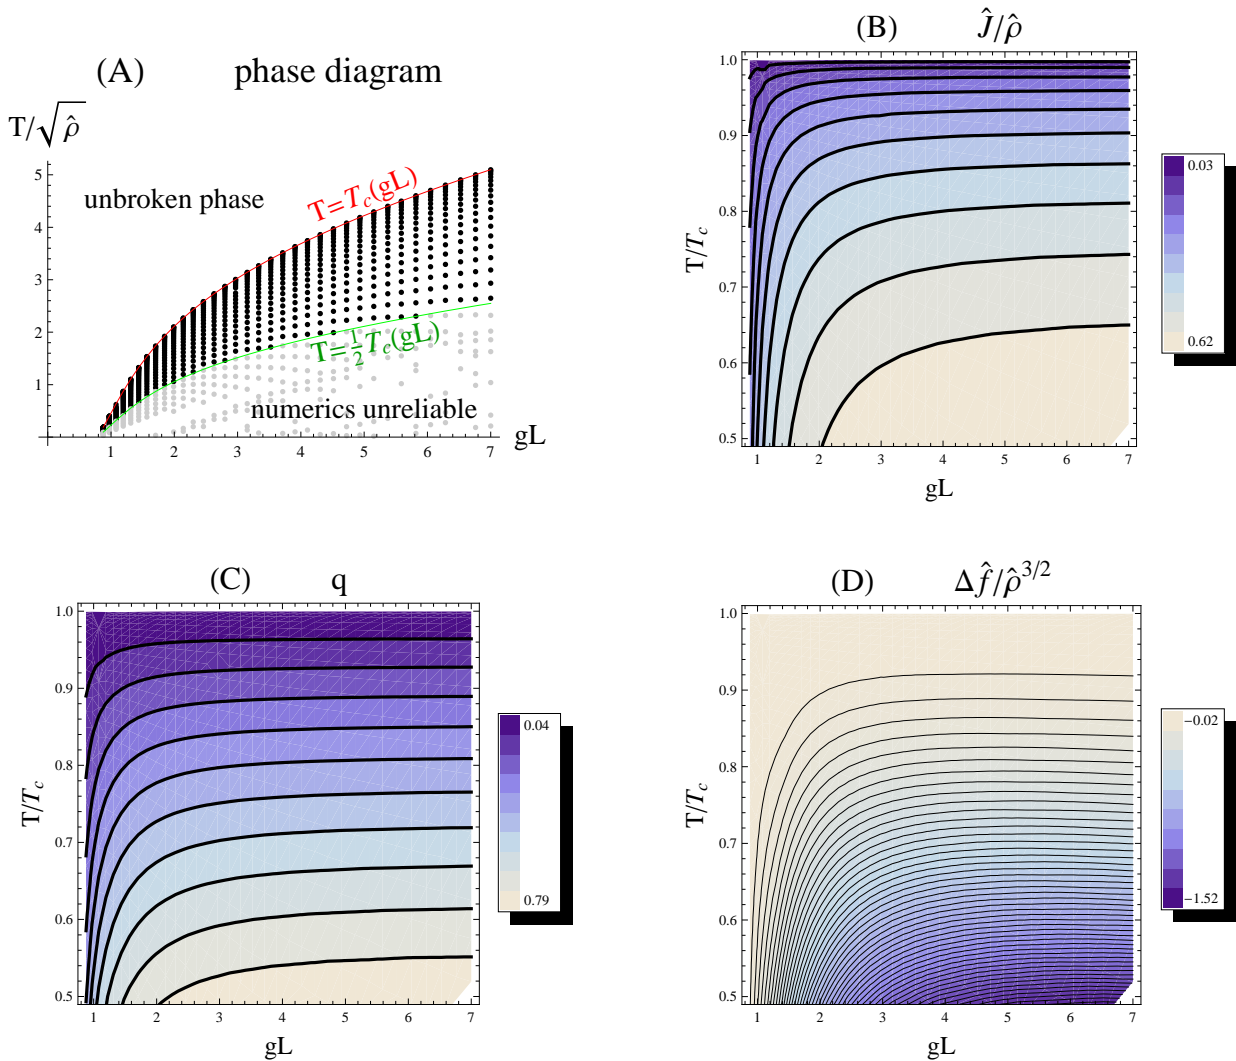 (A) phase diagram
T/√ρ̂
5
4
3
2
1
unbroken phase
T=T_c(gL)
T=½T_c(gL)
numerics unreliable
1 2 3 4 5 6 7
gL
(B) Ĵ/ρ̂
1.0
0.9
0.8
0.7
0.6
0.5
T/T_c
1 2 3 4 5 6 7
gL
0.03
0.62
(C) q
1.0
0.9
0.8
0.7
0.6
0.5
T/T_c
1 2 3 4 5 6 7
gL
0.04
0.79
(D) Δf̂/ρ̂^{3/2}
1.0
0.9
0.8
0.7
0.6
0.5
T/T_c
1 2 3 4 5 6 7
gL
−0.02
−1.52